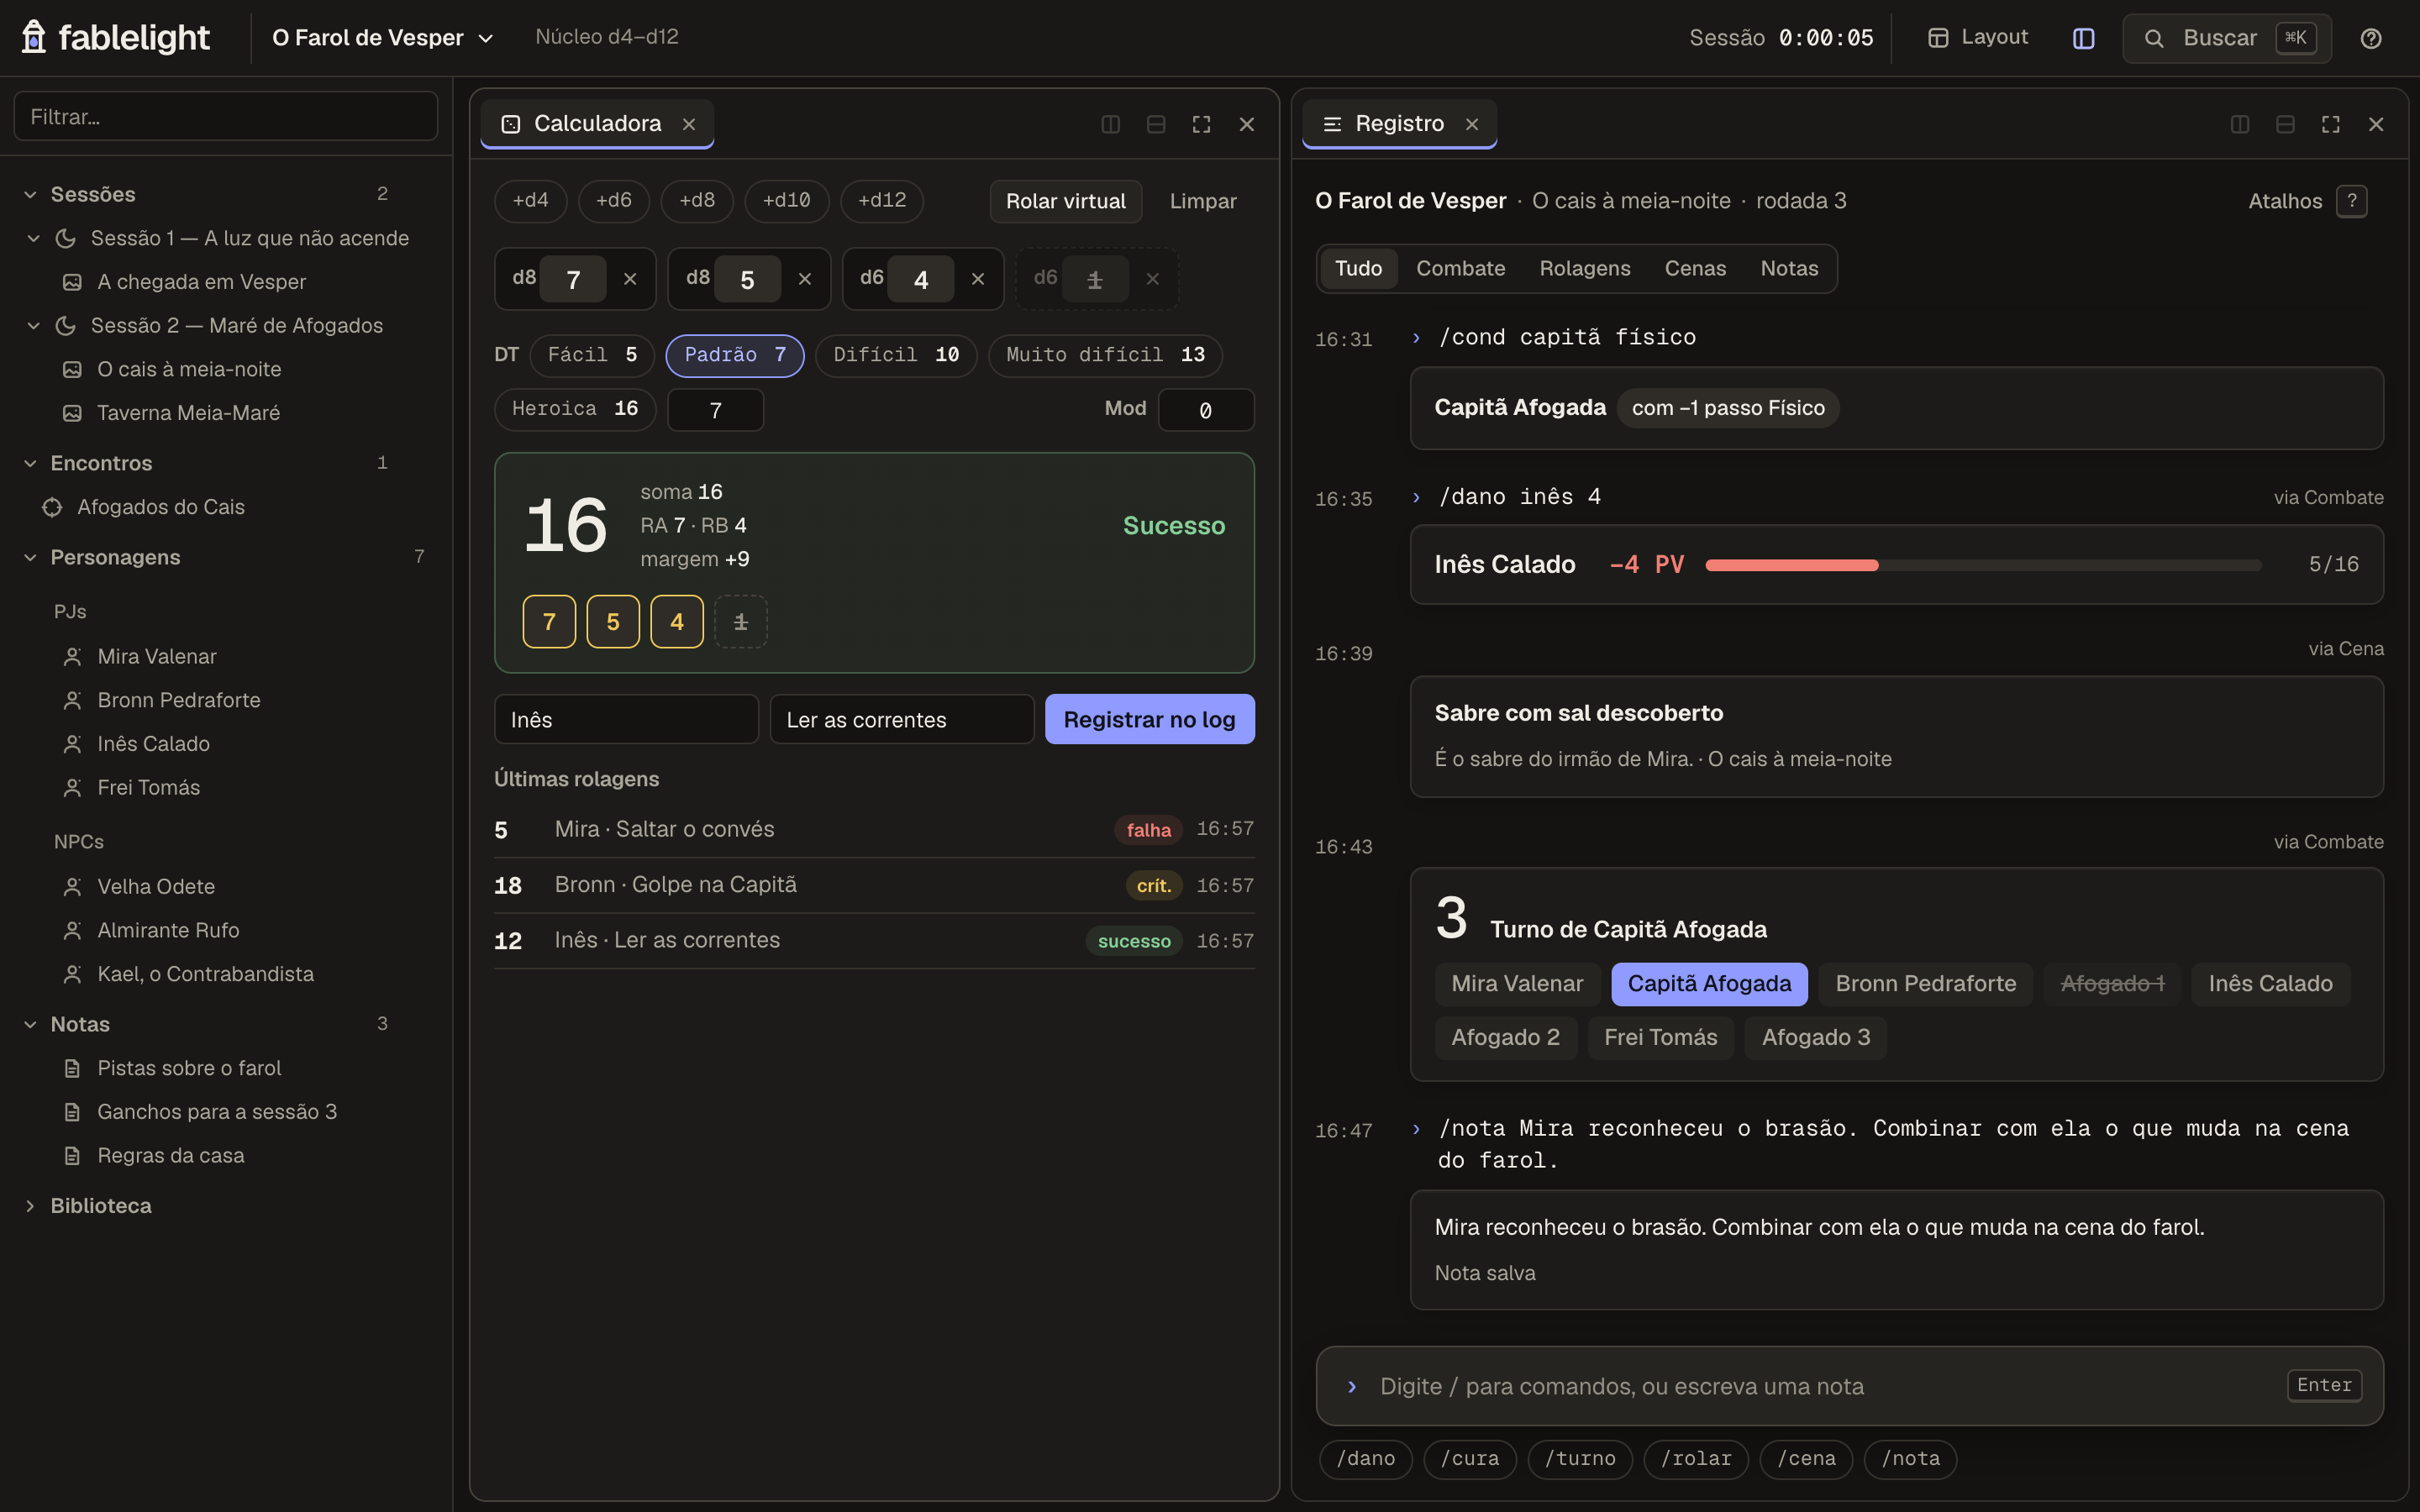 fablelight
O Farol de Vesper
Núcleo d4–d12
Sessão 0:00:05
Layout
Buscar ⌘K
Filtrar…
Sessões 2
Sessão 1 — A luz que não acende
A chegada em Vesper
Sessão 2 — Maré de Afogados
O cais à meia-noite
Taverna Meia-Maré
Encontros 1
Afogados do Cais
Personagens 7
PJs
Mira Valenar
Bronn Pedraforte
Inês Calado
Frei Tomás
NPCs
Velha Odete
Almirante Rufo
Kael, o Contrabandista
Notas 3
Pistas sobre o farol
Ganchos para a sessão 3
Regras da casa
Biblioteca
Calculadora
+d4 +d6 +d8 +d10 +d12 Rolar virtual Limpar
d8 7 d8 5 d6 4 d6 1
DT Fácil 5 Padrão 7 Difícil 10 Muito difícil 13
Heroica 16 7 Mod 0
16
soma 16
RA 7 · RB 4
margem +9
Sucesso
7 5 4 1
Inês Ler as correntes Registrar no log
Últimas rolagens
5 Mira · Saltar o convés falha 16:57
18 Bronn · Golpe na Capitã crít. 16:57
12 Inês · Ler as correntes sucesso 16:57
Registro
O Farol de Vesper · O cais à meia-noite · rodada 3
Atalhos ?
Tudo Combate Rolagens Cenas Notas
16:31 › /cond capitã físico
Capitã Afogada com −1 passo Físico
16:35 › /dano inês 4 via Combate
Inês Calado −4 PV 5/16
16:39 via Cena
Sabre com sal descoberto
É o sabre do irmão de Mira. · O cais à meia-noite
16:43 via Combate
3 Turno de Capitã Afogada
Mira Valenar Capitã Afogada Bronn Pedraforte Afogado 1 Inês Calado
Afogado 2 Frei Tomás Afogado 3
16:47 › /nota Mira reconheceu o brasão. Combinar com ela o que muda na cena
do farol.
Mira reconheceu o brasão. Combinar com ela o que muda na cena do farol.
Nota salva
› Digite / para comandos, ou escreva uma nota Enter
/dano /cura /turno /rolar /cena /nota